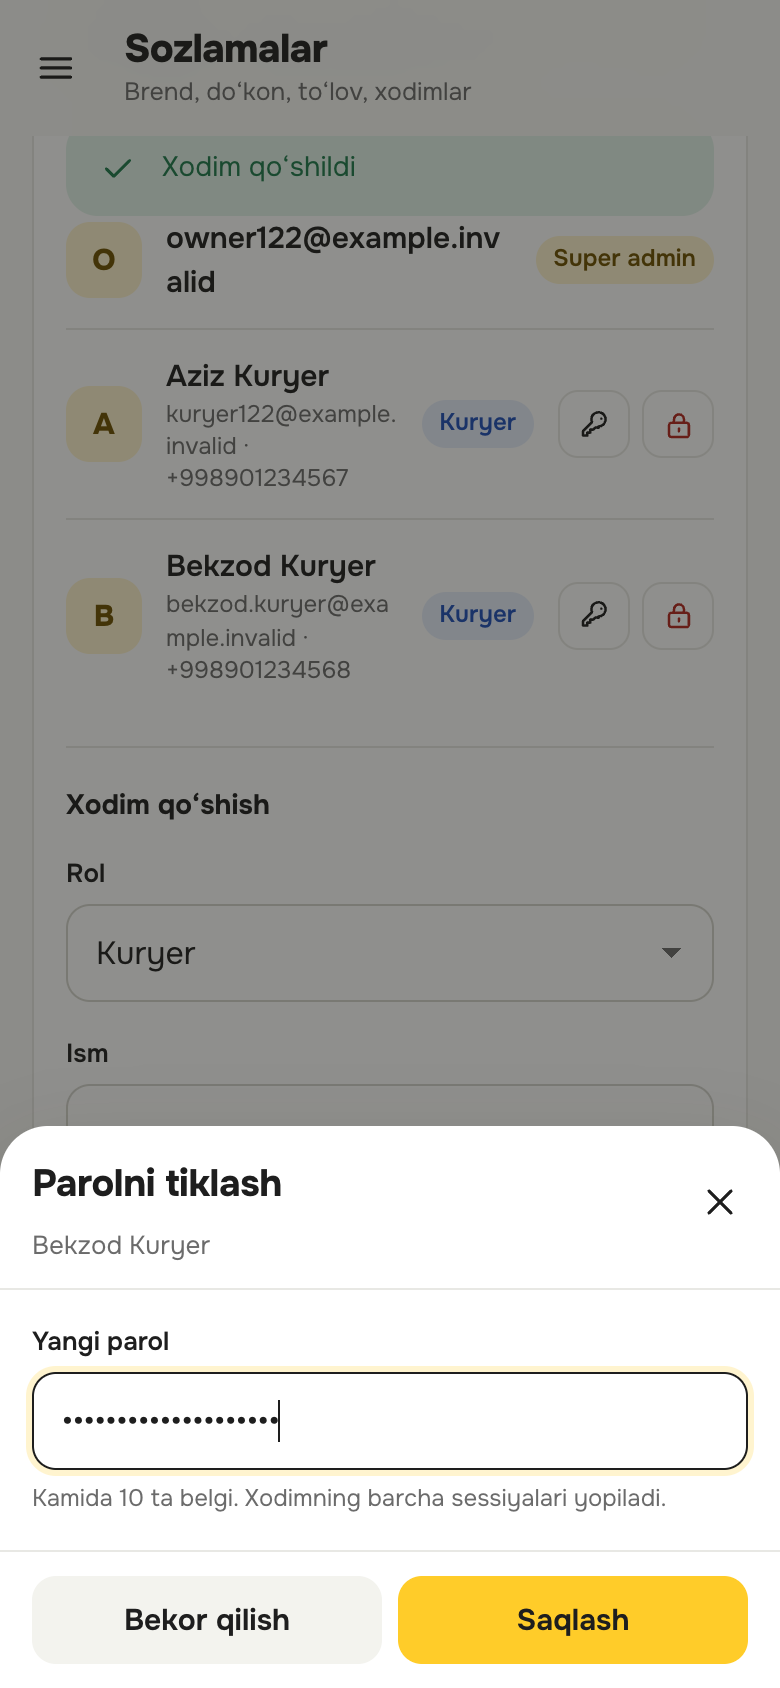 Sozlamalar
Brend, do‘kon, to‘lov, xodimlar
Xodim qo‘shildi
O
owner122@example.inv
alid
Super admin
A
Aziz Kuryer
kuryer122@example.
invalid ·
+998901234567
Kuryer
B
Bekzod Kuryer
bekzod.kuryer@exa
mple.invalid ·
+998901234568
Kuryer
Xodim qo‘shish
Rol
Kuryer
Ism
Parolni tiklash
Bekzod Kuryer
Yangi parol
••••••••••••••••••••
Kamida 10 ta belgi. Xodimning barcha sessiyalari yopiladi.
Bekor qilish
Saqlash